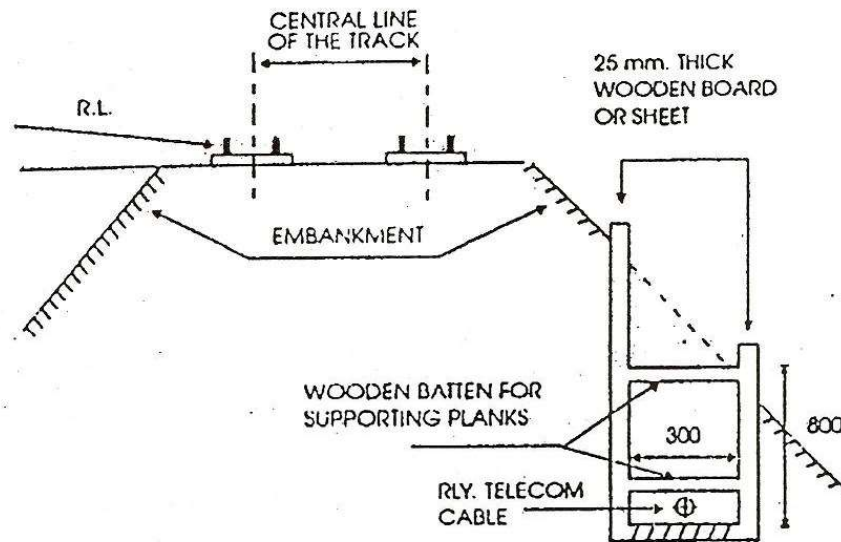 CENTRAL LINE
OF THE TRACK
25 mm. THICK
WOODEN BOARD
OR SHEET
R.L.
EMBANKMENT
WOODEN BATTEN FOR
SUPPORTING PLANKS
300
800
RLY. TELECOM
CABLE